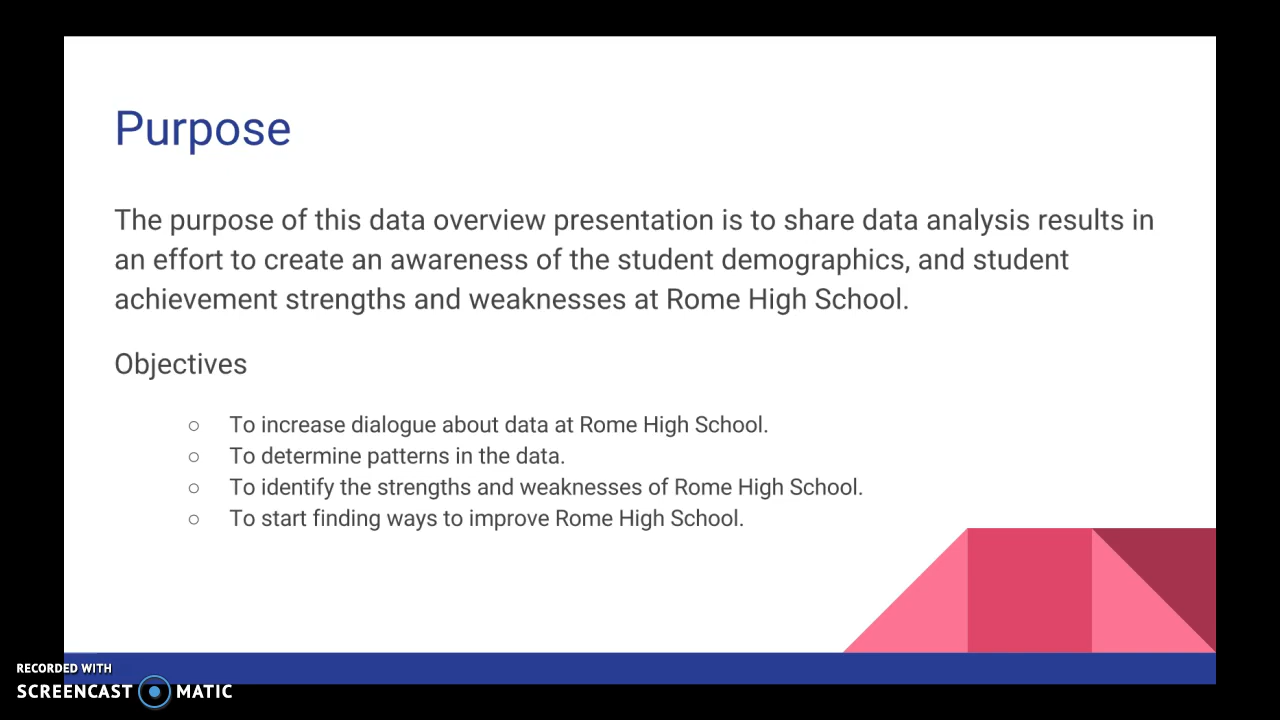 Purpose
The purpose of this data overview presentation is to share data analysis results in
an effort to create an awareness of the student demographics, and student
achievement strengths and weaknesses at Rome High School.
Objectives
○ To increase dialogue about data at Rome High School.
○ To determine patterns in the data.
○ To identify the strengths and weaknesses of Rome High School.
○ To start finding ways to improve Rome High School.
RECORDED WITH
SCREENCAST MATIC